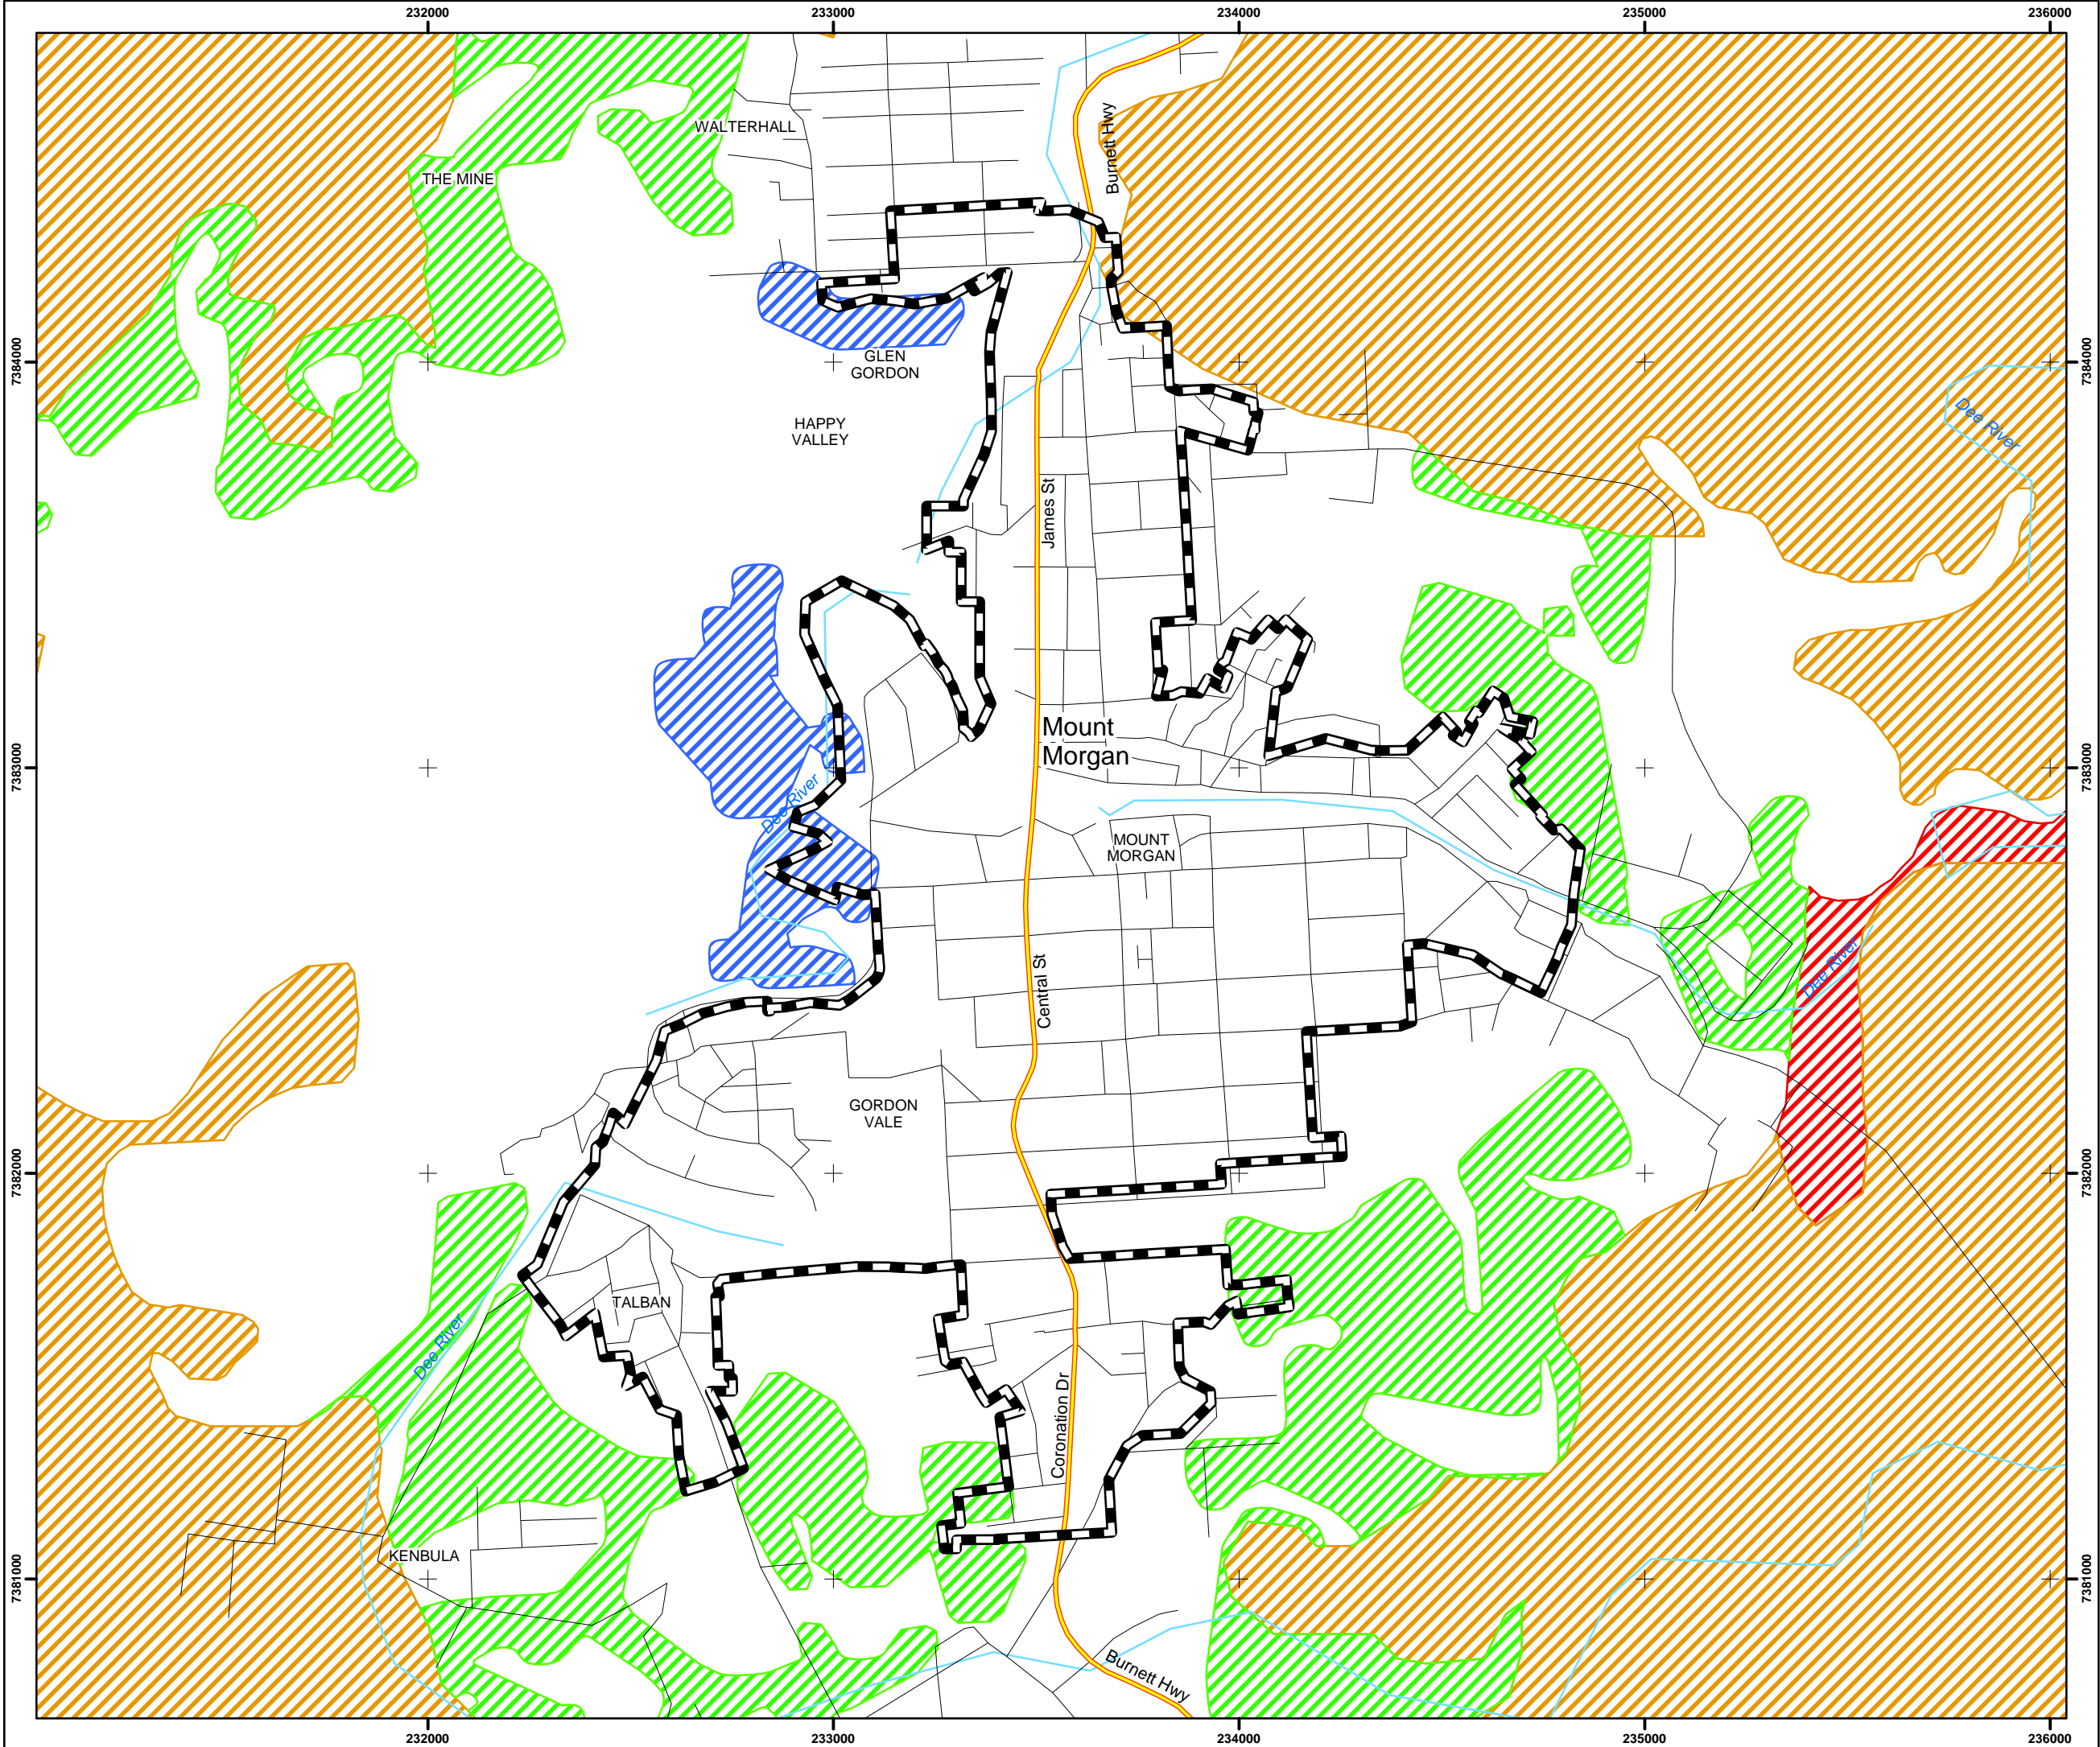 232000
233000
234000
235000
236000
Burnett Hwy
WALTERHALL
THE MINE
7384000
7384000
GLEN
GORDON
HAPPY
VALLEY
Dee River
James St
Mount
Morgan
7383000
7383000
Dee River
MOUNT
MORGAN
Central St
Dee River
GORDON
VALE
7382000
7382000
TALBAN
Dee River
Coronation Dr
KENBULA
7381000
7381000
Burnett Hwy
232000
233000
234000
235000
236000